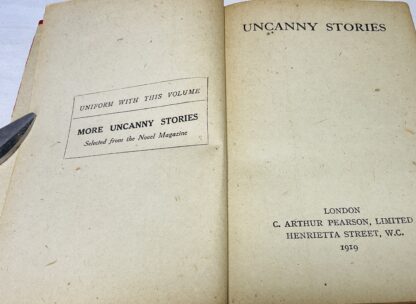 UNIFORM WITH THIS VOLUME
MORE UNCANNY STORIES
Selected from the Novel Magazine
UNCANNY STORIES
LONDON
C. ARTHUR PEARSON, LIMITED
HENRIETTA STREET, W.C.
1919